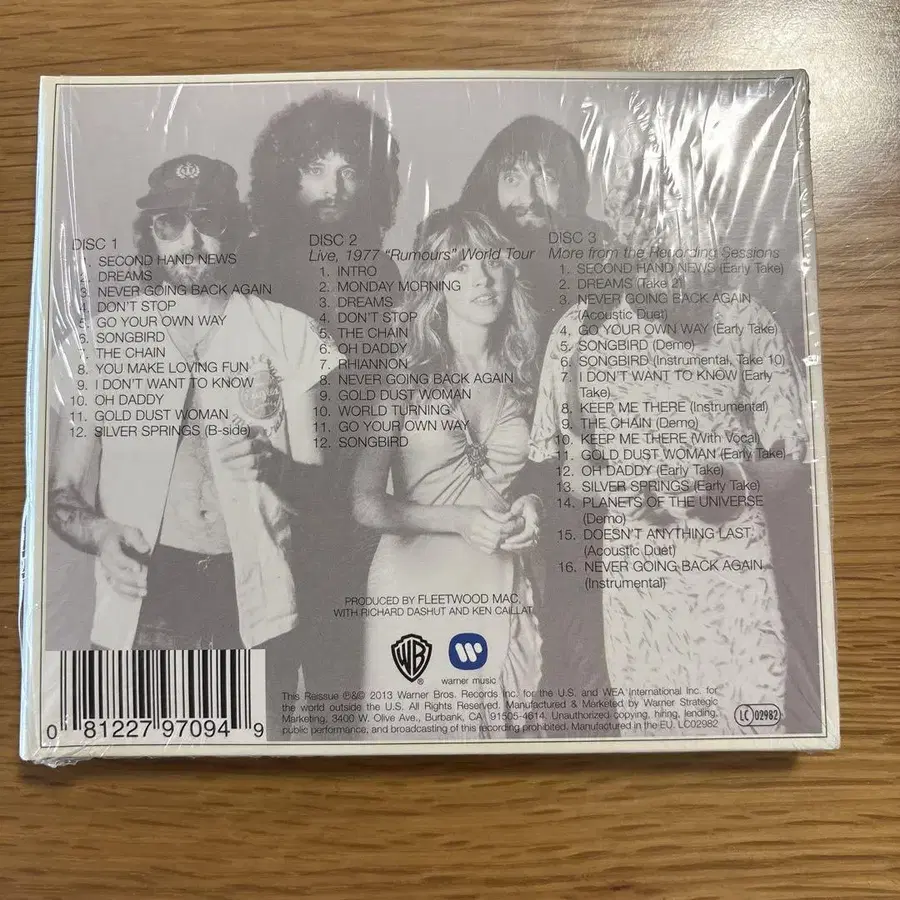 DISC 1
1. SECOND HAND NEWS
2. DREAMS
3. NEVER GOING BACK AGAIN
4. DON'T STOP
5. GO YOUR OWN WAY
6. SONGBIRD
7. THE CHAIN
8. YOU MAKE LOVING FUN
9. I DON'T WANT TO KNOW
10. OH DADDY
11. GOLD DUST WOMAN
12. SILVER SPRINGS (B-side)
DISC 2
Live, 1977 "Rumours" World Tour
1. INTRO
2. MONDAY MORNING
3. DREAMS
4. DON'T STOP
5. THE CHAIN
6. OH DADDY
7. RHIANNON
8. NEVER GOING BACK AGAIN
9. GOLD DUST WOMAN
10. WORLD TURNING
11. GO YOUR OWN WAY
12. SONGBIRD
DISC 3
More from the Recording Sessions
1. SECOND HAND NEWS (Early Take)
2. DREAMS (Take 2)
3. NEVER GOING BACK AGAIN
(Acoustic Duet)
4. GO YOUR OWN WAY (Early Take)
5. SONGBIRD (Demo)
6. SONGBIRD (Instrumental, Take 10)
7. I DON'T WANT TO KNOW (Early
Take)
8. KEEP ME THERE (Instrumental)
9. THE CHAIN (Demo)
10. KEEP ME THERE (With Vocal)
11. GOLD DUST WOMAN (Early Take)
12. OH DADDY (Early Take)
13. SILVER SPRINGS (Early Take)
14. PLANETS OF THE UNIVERSE
(Demo)
15. DOESN'T ANYTHING LAST
(Acoustic Duet)
16. NEVER GOING BACK AGAIN
(Instrumental)
PRODUCED BY FLEETWOOD MAC,
WITH RICHARD DASHUT AND KEN CAILLAT
WB
warner music
This Reissue ℗&© 2013 Warner Bros. Records Inc. for the U.S. and WEA International Inc. for
the world outside the U.S. Manufactured & Marketed by Warner Strategic
Marketing, 3400 W. Olive Ave., Burbank, CA 91505-4614. Unauthorized copying, hiring, lending,
public performance, and broadcasting of this recording prohibited. Manufactured in the EU. LC02982
LC 02982
0 81227 97094 9